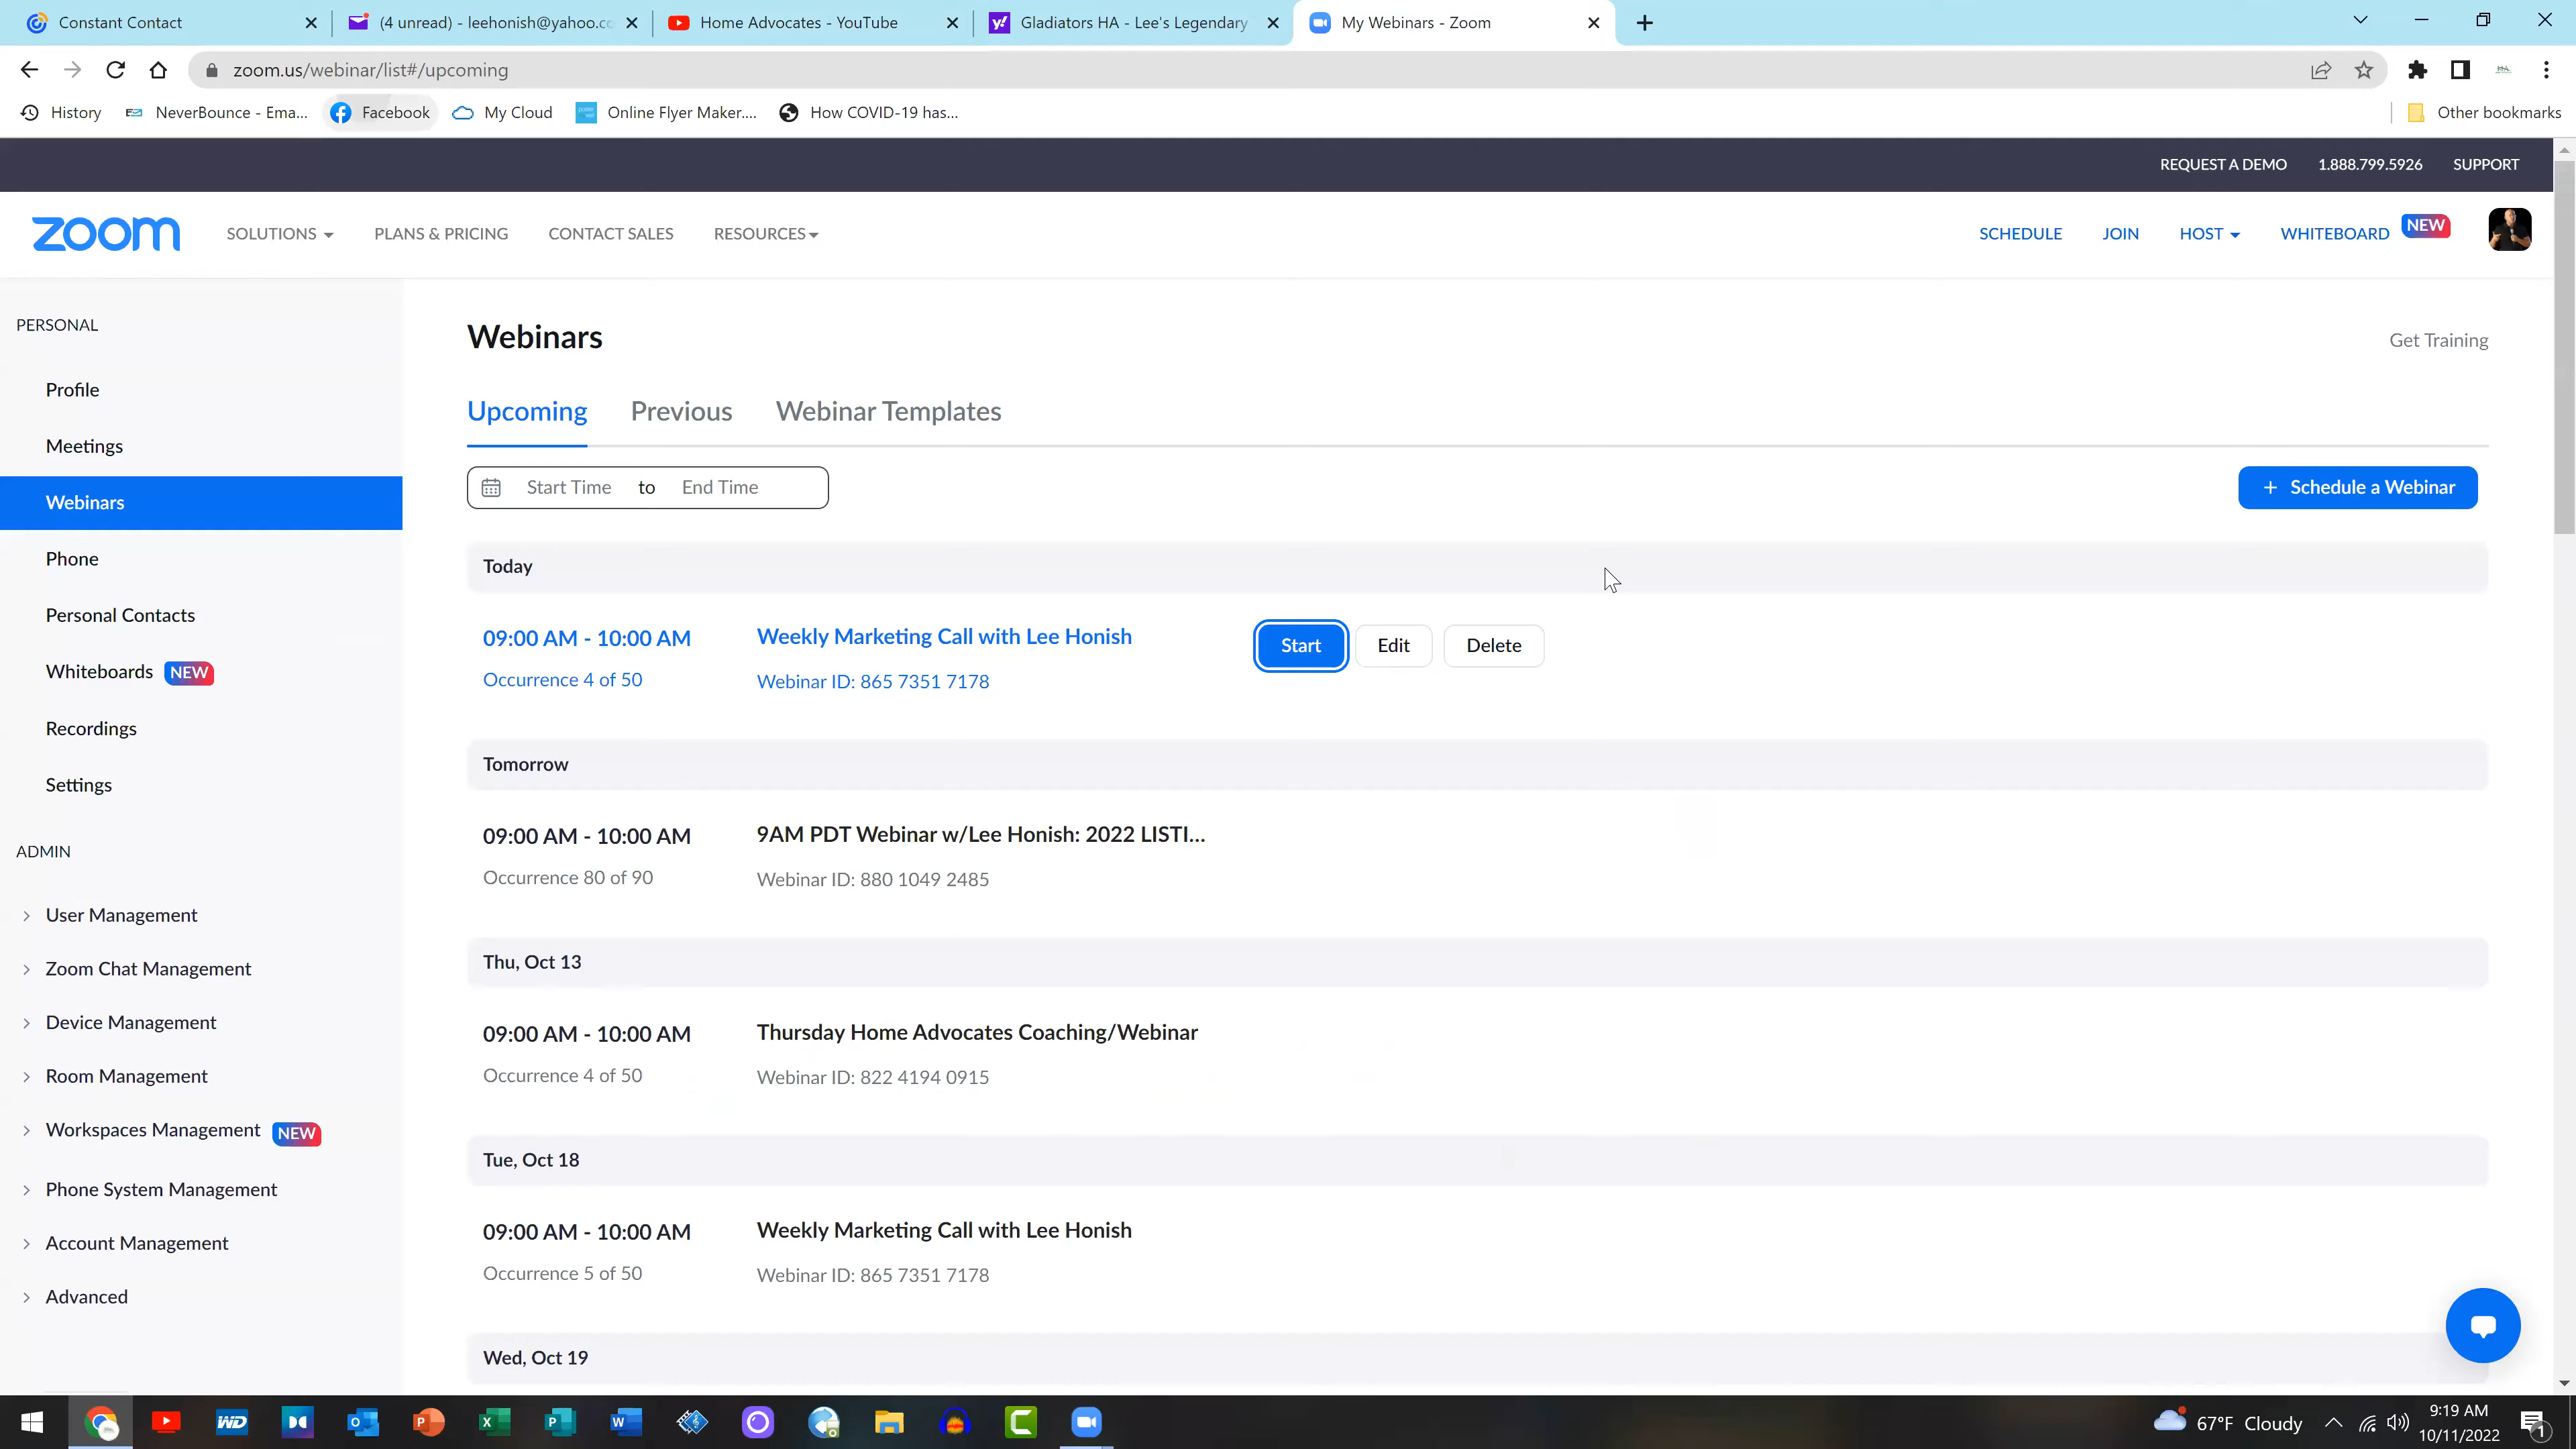 Constant Contact
(4 unread) - leehonish@yahoo.co
Home Advocates - YouTube
Gladiators HA - Lee's Legendary
My Webinars - Zoom
zoom.us/webinar/list#/upcoming
History
NeverBounce - Ema...
Facebook
My Cloud
Online Flyer Maker....
How COVID-19 has...
Other bookmarks
REQUEST A DEMO
1.888.799.5926
SUPPORT
zoom
SOLUTIONS
PLANS & PRICING
CONTACT SALES
RESOURCES
SCHEDULE
JOIN
HOST
WHITEBOARD
NEW
PERSONAL
Profile
Meetings
Webinars
Phone
Personal Contacts
Whiteboards NEW
Recordings
Settings
ADMIN
User Management
Zoom Chat Management
Device Management
Room Management
Workspaces Management NEW
Phone System Management
Account Management
Advanced
Webinars
Get Training
Upcoming
Previous
Webinar Templates
Start Time to End Time
+ Schedule a Webinar
Today
09:00 AM - 10:00 AM
Occurrence 4 of 50
Weekly Marketing Call with Lee Honish
Webinar ID: 865 7351 7178
Start
Edit
Delete
Tomorrow
09:00 AM - 10:00 AM
Occurrence 80 of 90
9AM PDT Webinar w/Lee Honish: 2022 LISTI...
Webinar ID: 880 1049 2485
Thu, Oct 13
09:00 AM - 10:00 AM
Occurrence 4 of 50
Thursday Home Advocates Coaching/Webinar
Webinar ID: 822 4194 0915
Tue, Oct 18
09:00 AM - 10:00 AM
Occurrence 5 of 50
Weekly Marketing Call with Lee Honish
Webinar ID: 865 7351 7178
Wed, Oct 19
67°F Cloudy
9:19 AM
10/11/2022
1